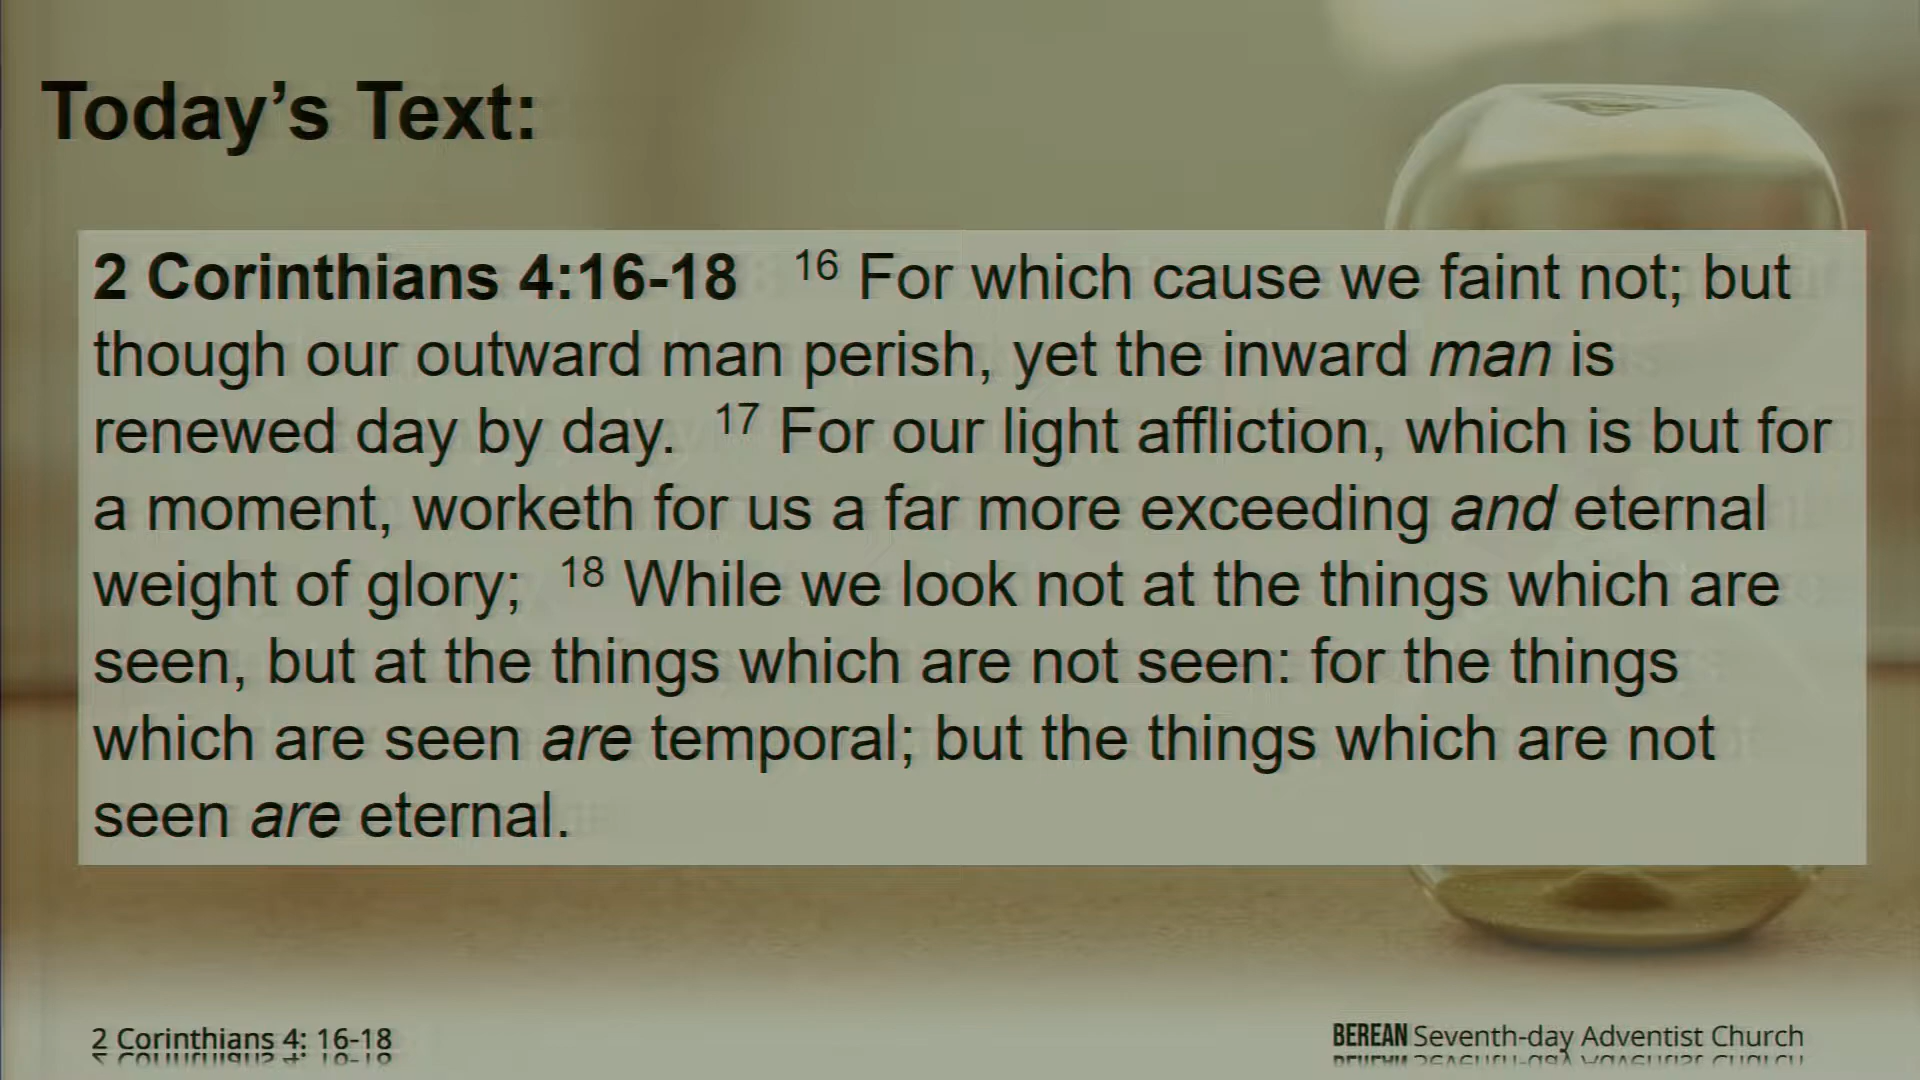 Today’s Text:
2 Corinthians 4:16-18 16 For which cause we faint not; but
though our outward man perish, yet the inward man is
renewed day by day. 17 For our light affliction, which is but for
a moment, worketh for us a far more exceeding and eternal
weight of glory; 18 While we look not at the things which are
seen, but at the things which are not seen: for the things
which are seen are temporal; but the things which are not
seen are eternal.
2 Corinthians 4: 16-18
BEREAN Seventh-day Adventist Church